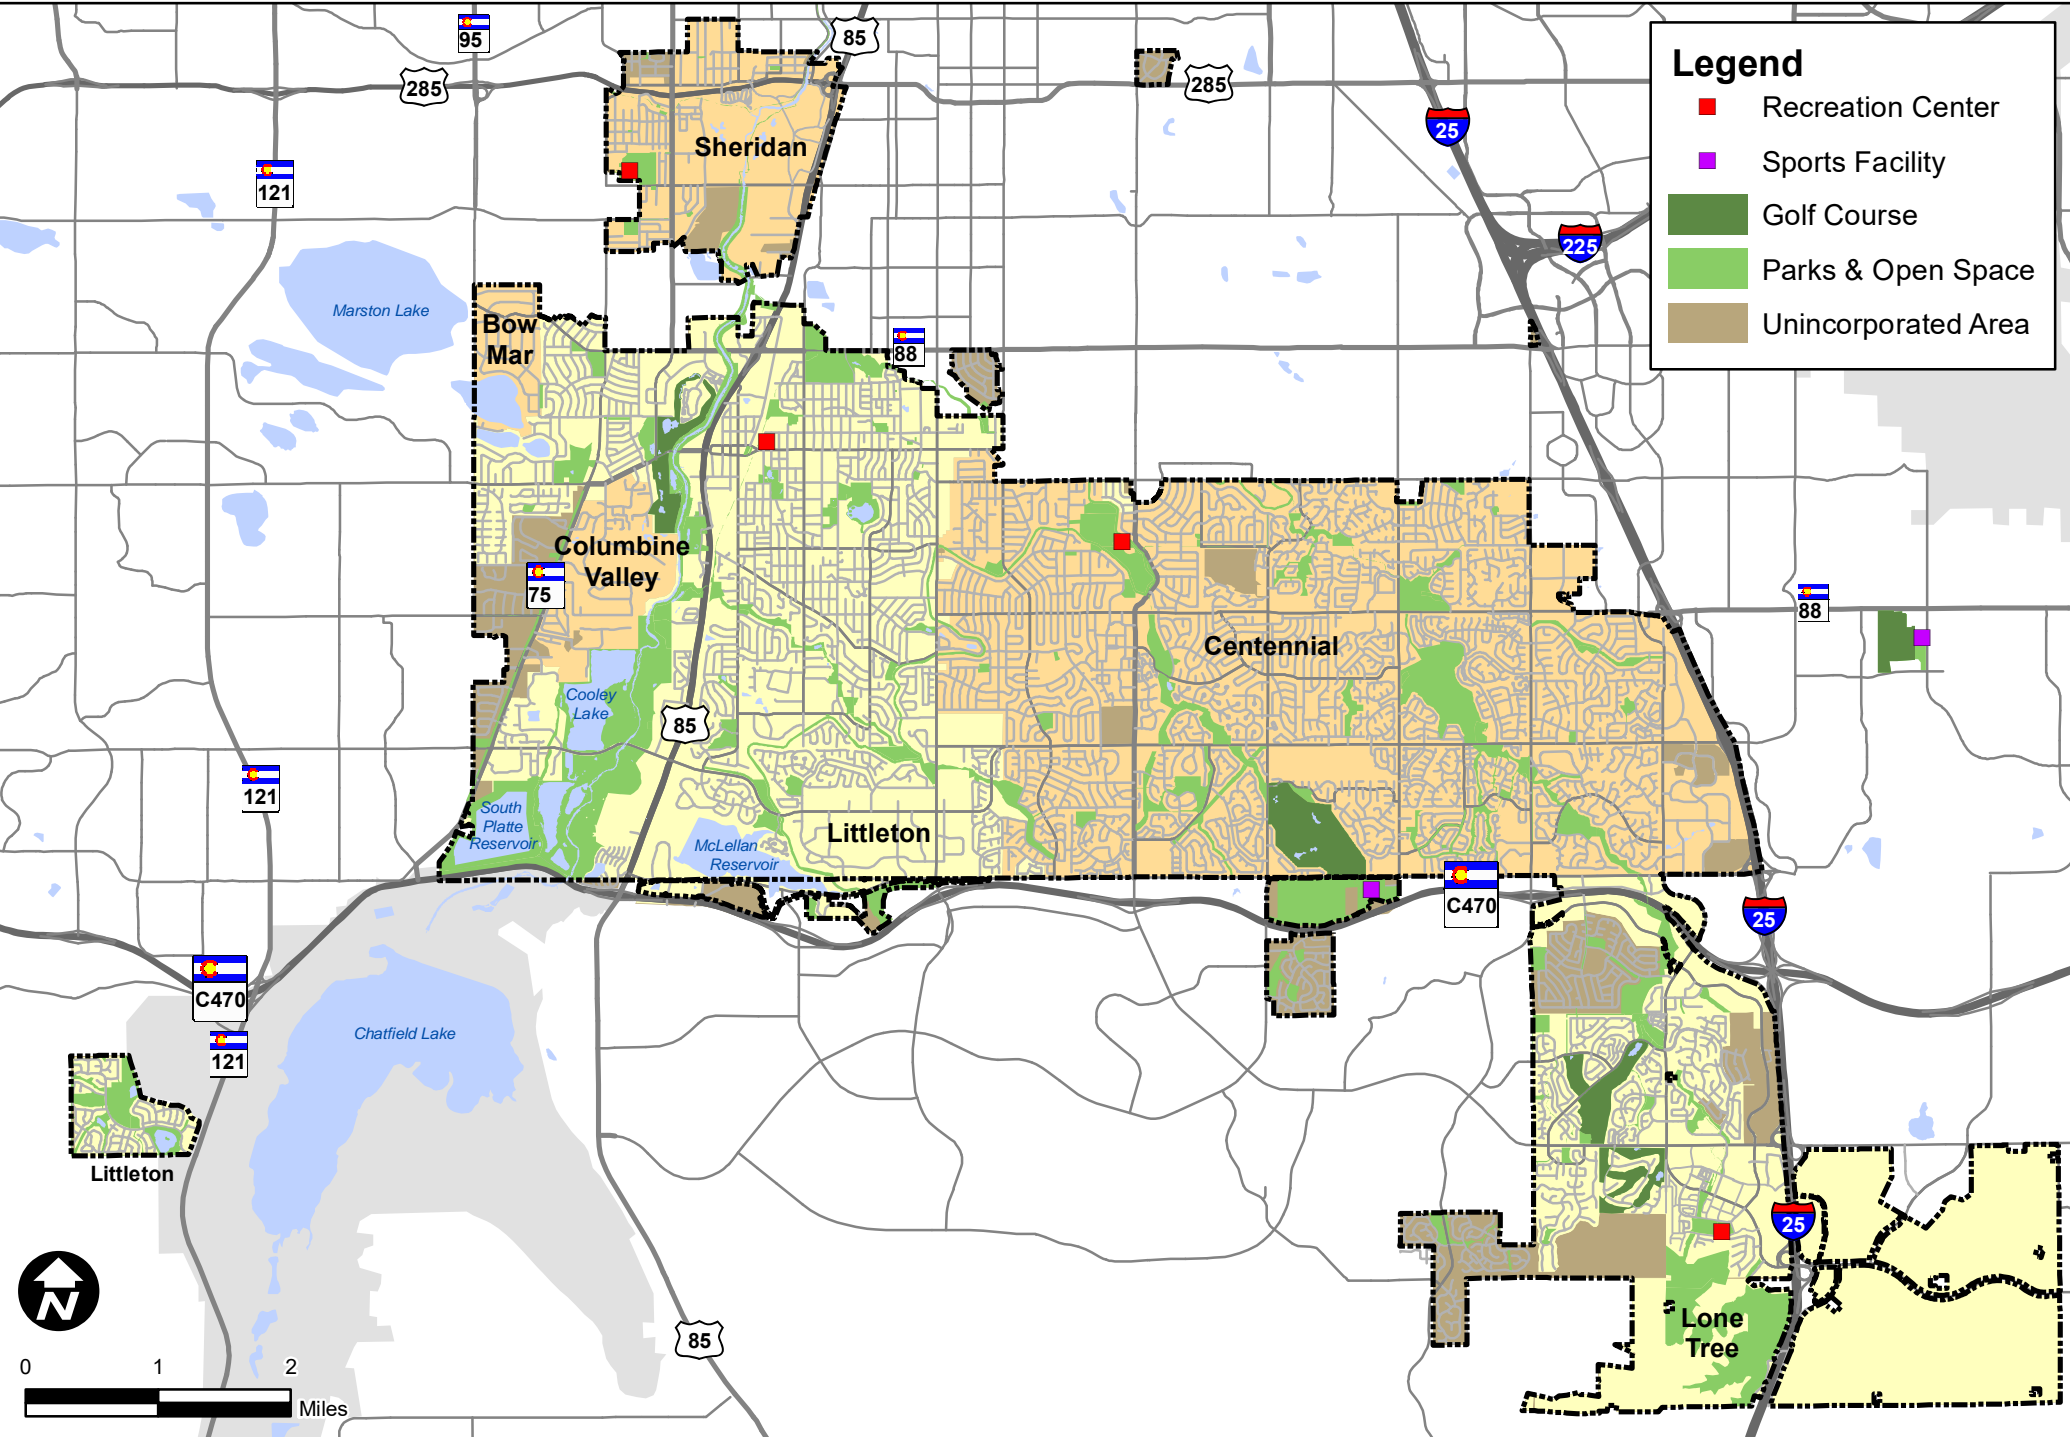 95
85
285
285
25
121
225
Legend
Recreation Center
Sports Facility
Golf Course
Parks & Open Space
Unincorporated Area
Sheridan
Marston Lake
Bow
Mar
88
Columbine
Valley
75
88
Centennial
Cooley
Lake
85
121
South
Platte
Reservoir
McLellan
Reservoir
Littleton
C470
25
C470
121
Chatfield Lake
Littleton
25
Lone
Tree
85
N
0 1 2
Miles